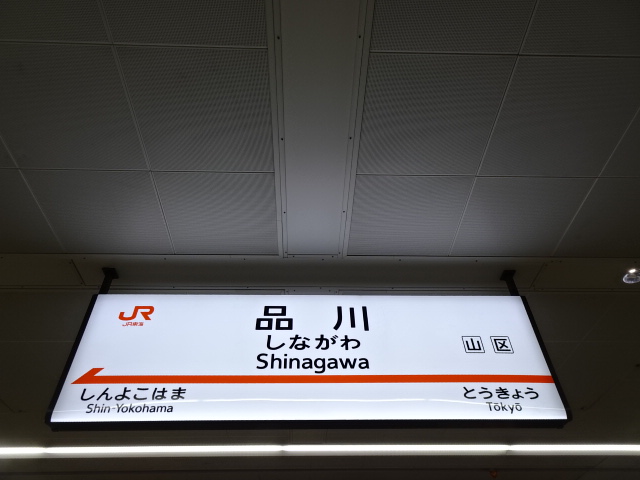 JR
JR東海
品川
しながわ
Shinagawa
山区
しんよこはま
Shin-Yokohama
とうきょう
Tōkyō